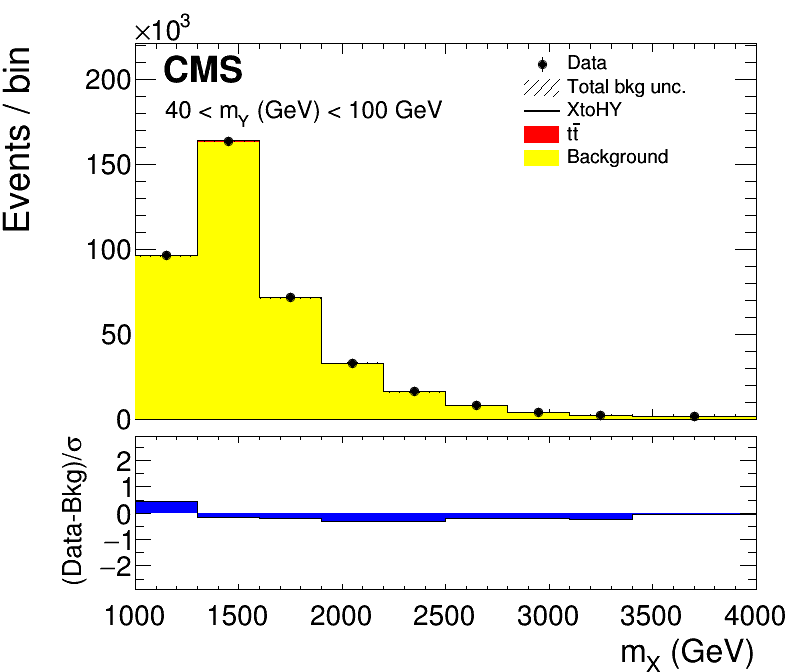 ×10³
Events / bin
200
150
100
50
0
CMS
40 < m_Y (GeV) < 100 GeV
Data
Total bkg unc.
XtoHY
tt̄
Background
(Data-Bkg)/σ
2
1
0
−1
−2
1000 1500 2000 2500 3000 3500 4000
m_X (GeV)